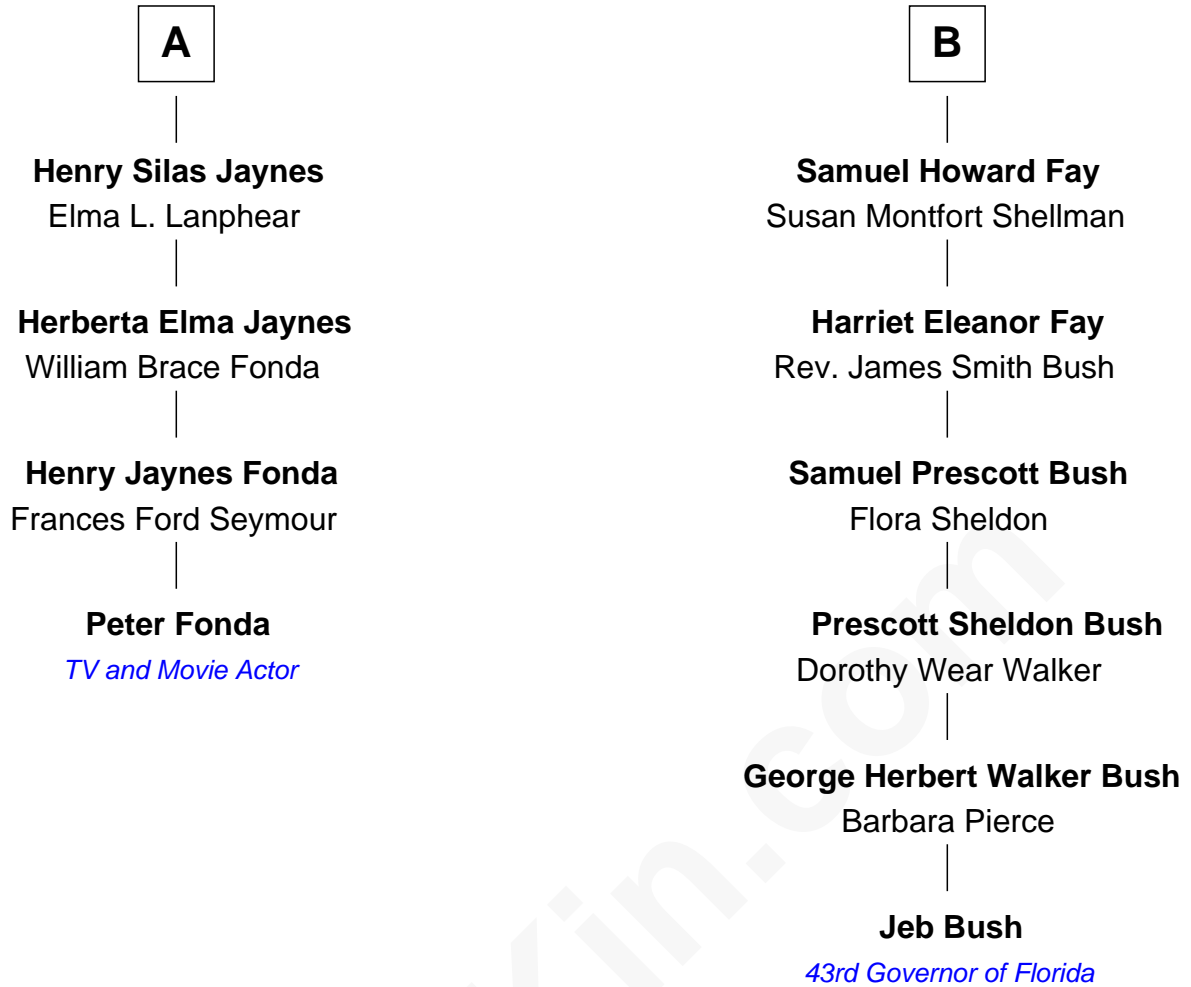 A
Henry Silas Jaynes
Elma L. Lanphear
Herberta Elma Jaynes
William Brace Fonda
Henry Jaynes Fonda
Frances Ford Seymour
Peter Fonda
TV and Movie Actor
B
Samuel Howard Fay
Susan Montfort Shellman
Harriet Eleanor Fay
Rev. James Smith Bush
Samuel Prescott Bush
Flora Sheldon
Prescott Sheldon Bush
Dorothy Wear Walker
George Herbert Walker Bush
Barbara Pierce
Jeb Bush
43rd Governor of Florida
Kin.com